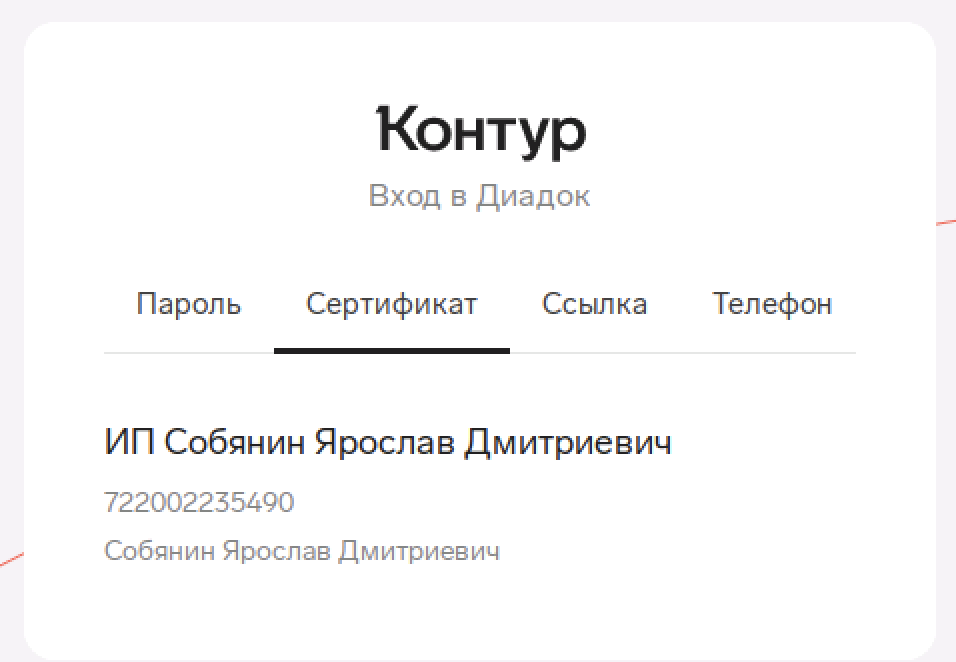 Контур
Вход в Диадок
Пароль Сертификат Ссылка Телефон
ИП Собянин Ярослав Дмитриевич
722002235490
Собянин Ярослав Дмитриевич